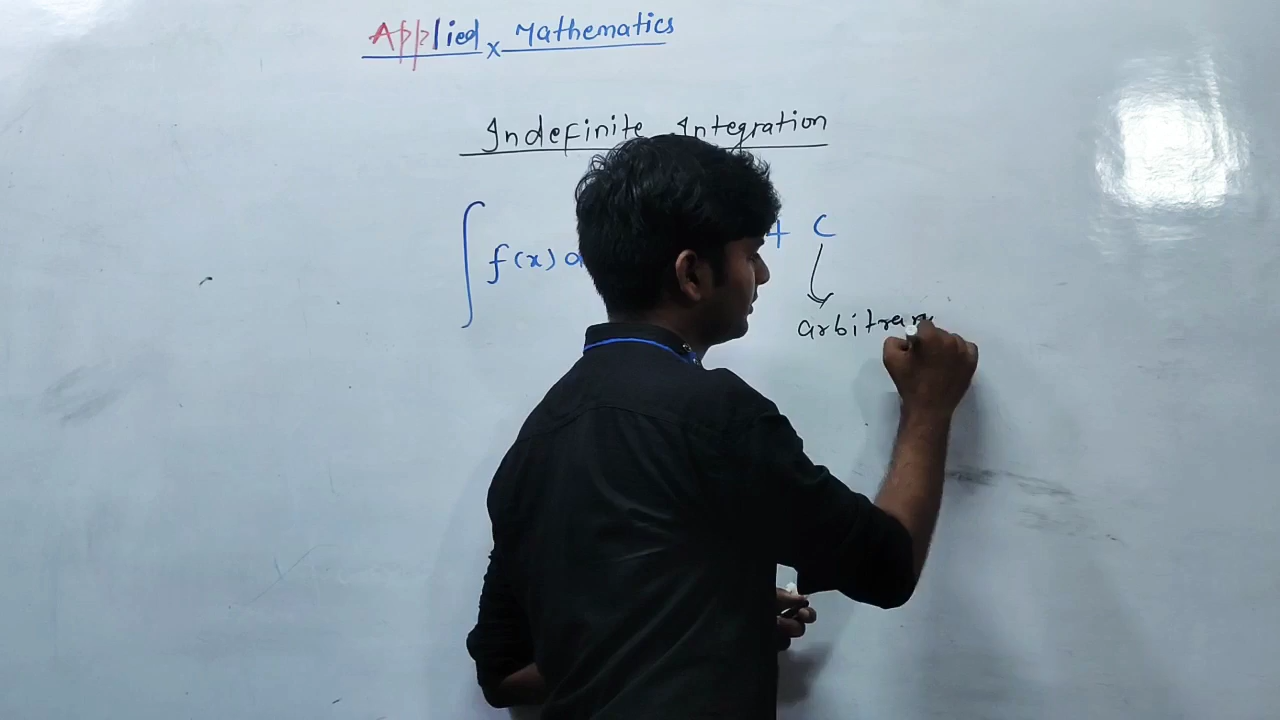 Applied x Mathematics
Indefinite Integration
∫ f(x) d + C
arbitrar